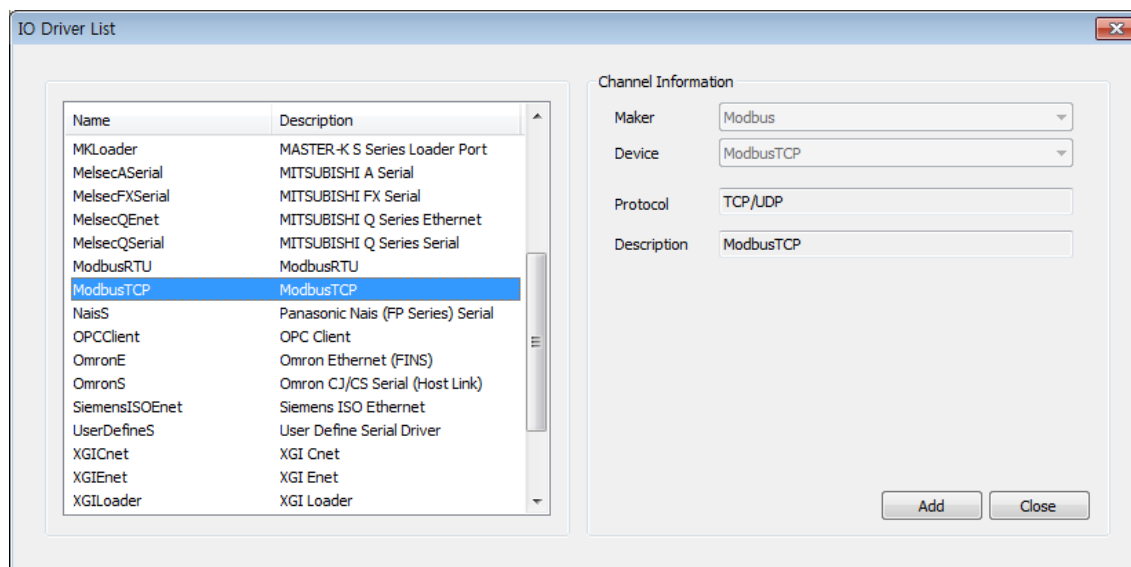 IO Driver List
Name Description
MKLoader MASTER-K S Series Loader Port
MelsecASerial MITSUBISHI A Serial
MelsecFXSerial MITSUBISHI FX Serial
MelsecQEnet MITSUBISHI Q Series Ethernet
MelsecQSerial MITSUBISHI Q Series Serial
ModbusRTU ModbusRTU
ModbusTCP ModbusTCP
NaisS Panasonic Nais (FP Series) Serial
OPCClient OPC Client
OmronE Omron Ethernet (FINS)
OmronS Omron CJ/CS Serial (Host Link)
SiemensISOEnet Siemens ISO Ethernet
UserDefineS User Define Serial Driver
XGICnet XGI Cnet
XGIEnet XGI Enet
XGILoader XGI Loader
Channel Information
Maker Modbus
Device ModbusTCP
Protocol TCP/UDP
Description ModbusTCP
Add Close